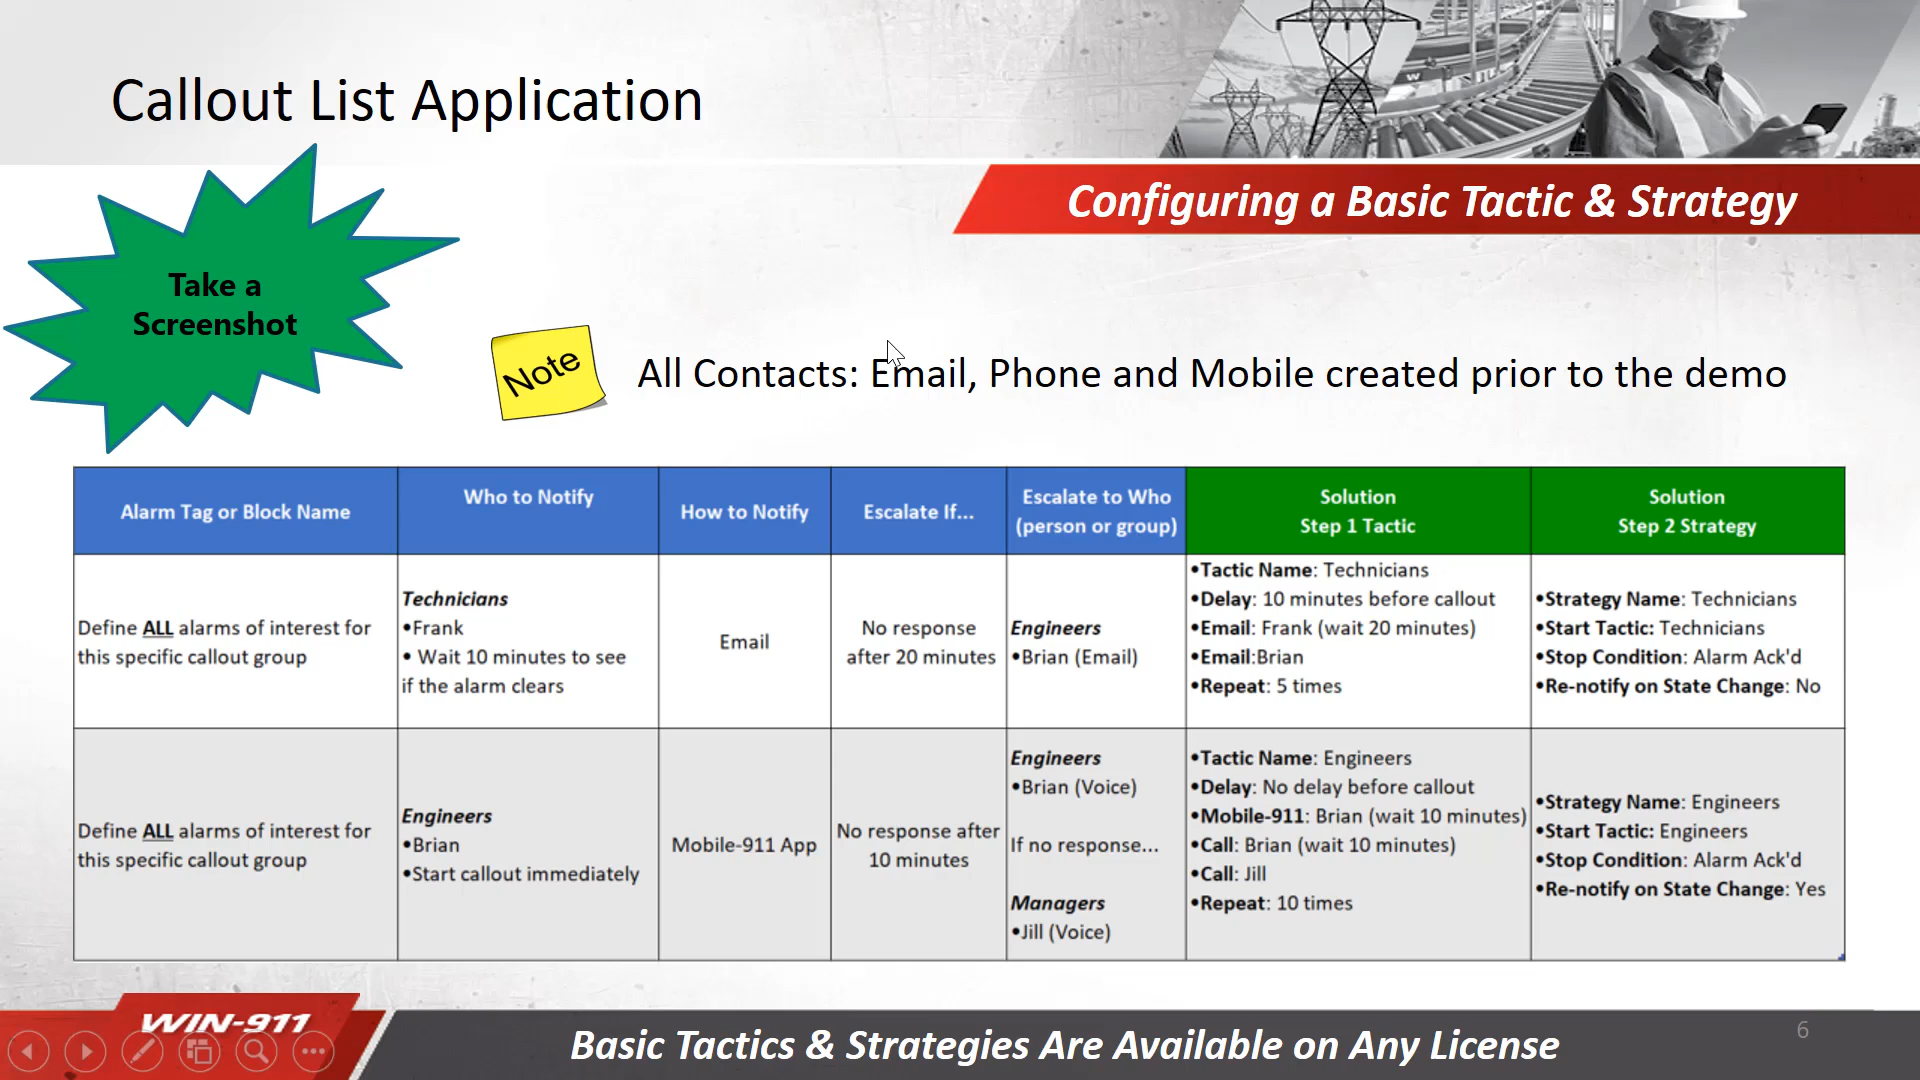 Callout List Application
Configuring a Basic Tactic & Strategy
Take a
Screenshot
Note
All Contacts: Email, Phone and Mobile created prior to the demo
Alarm Tag or Block Name
Who to Notify
How to Notify
Escalate If...
Escalate to Who
(person or group)
Solution
Step 1 Tactic
Solution
Step 2 Strategy
Define ALL alarms of interest for
this specific callout group
Technicians
•Frank
• Wait 10 minutes to see
if the alarm clears
Email
No response
after 20 minutes
Engineers
•Brian (Email)
•Tactic Name: Technicians
•Delay: 10 minutes before callout
•Email: Frank (wait 20 minutes)
•Email:Brian
•Repeat: 5 times
•Strategy Name: Technicians
•Start Tactic: Technicians
•Stop Condition: Alarm Ack'd
•Re-notify on State Change: No
Define ALL alarms of interest for
this specific callout group
Engineers
•Brian
•Start callout immediately
Mobile-911 App
No response after
10 minutes
Engineers
•Brian (Voice)
If no response...
Managers
•Jill (Voice)
•Tactic Name: Engineers
•Delay: No delay before callout
•Mobile-911: Brian (wait 10 minutes)
•Call: Brian (wait 10 minutes)
•Call: Jill
•Repeat: 10 times
•Strategy Name: Engineers
•Start Tactic: Engineers
•Stop Condition: Alarm Ack'd
•Re-notify on State Change: Yes
WIN-911
Basic Tactics & Strategies Are Available on Any License
6